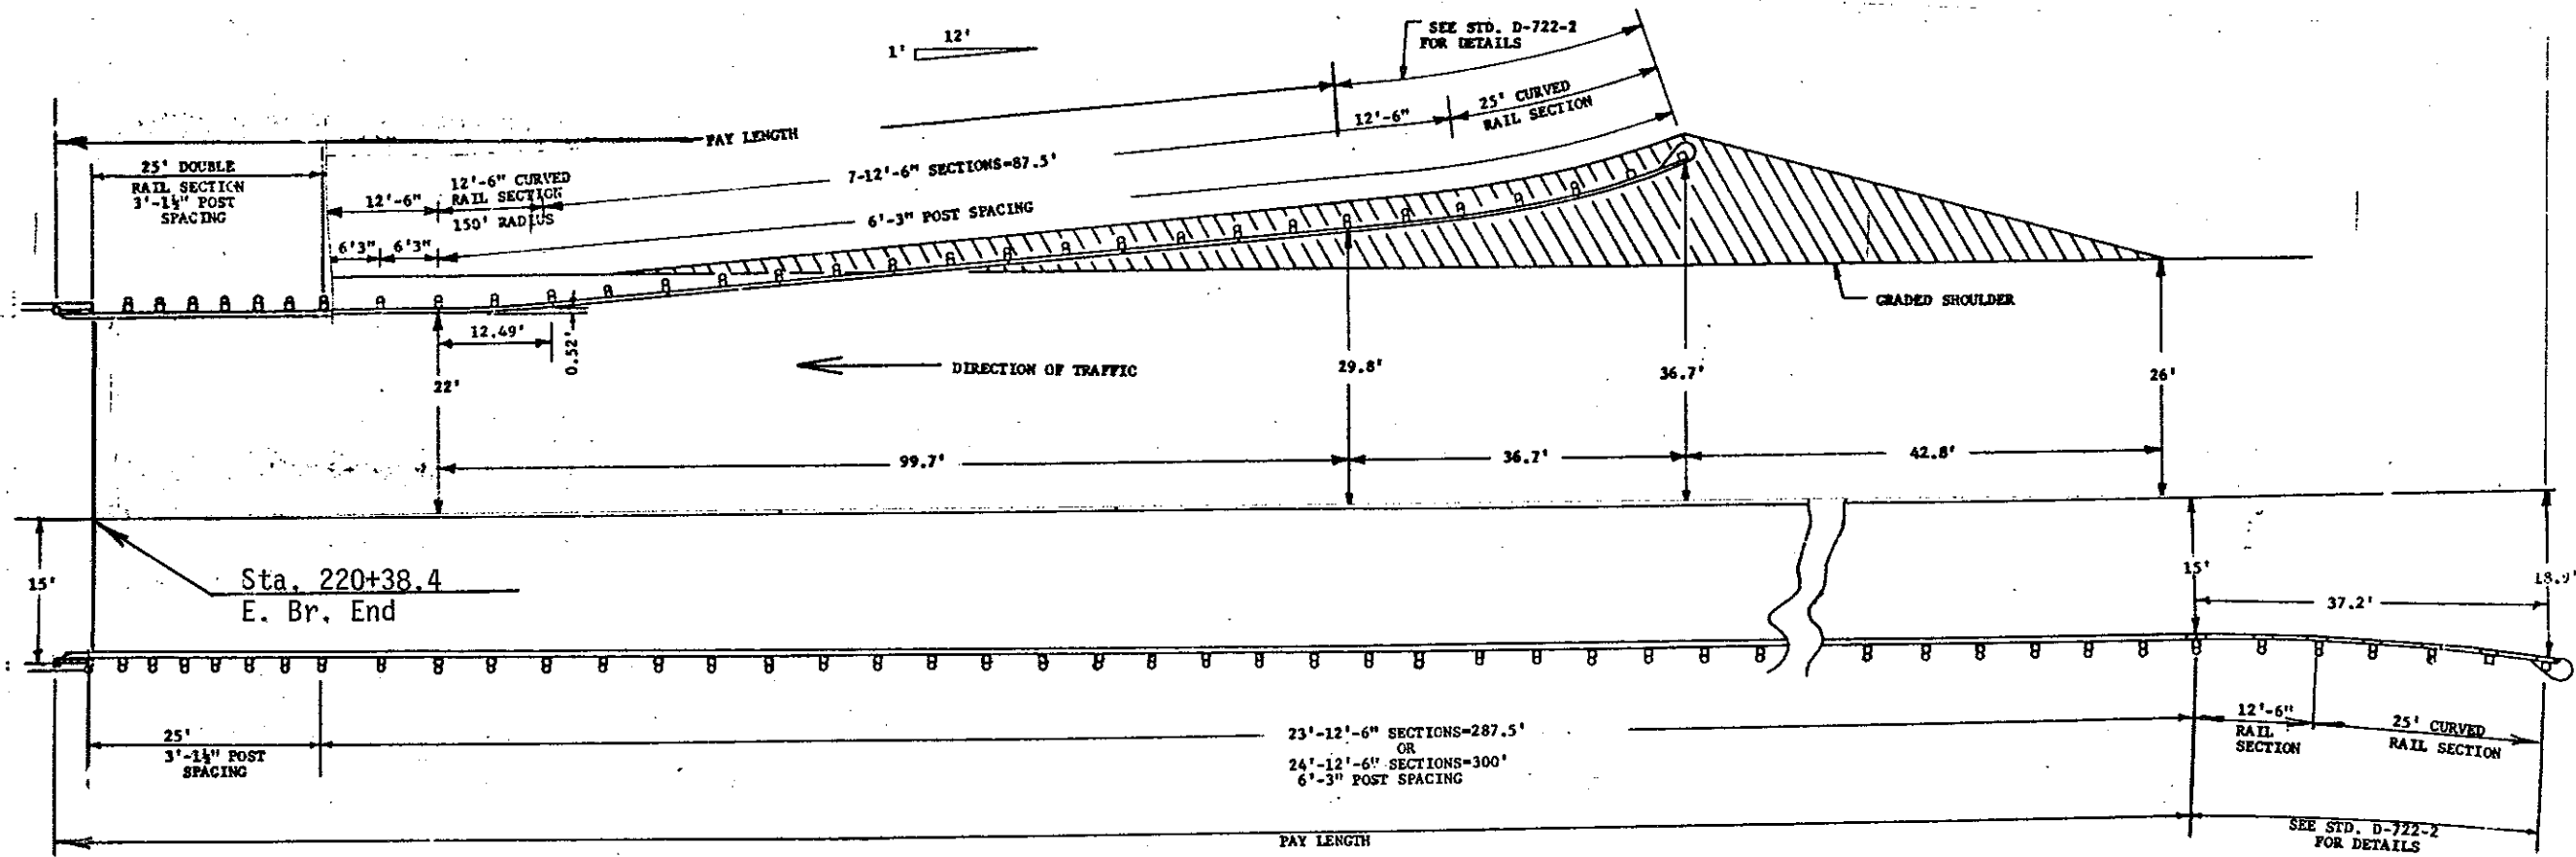 1' 12'
SEE STD. D-722-2
FOR DETAILS
PAY LENGTH
12'-6"
25' CURVED
RAIL SECTION
25' DOUBLE
RAIL SECTION
3'-1½" POST
SPACING
12'-6"
12'-6" CURVED
RAIL SECTION
150' RADIUS
7-12'-6" SECTIONS=87.5'
6'-3" POST SPACING
6'3" 6'3"
GRADED SHOULDER
12.49'
0.52'
22'
DIRECTION OF TRAFFIC
29.8'
36.7'
26'
99.7'
36.7'
42.8'
15'
Sta. 220+38.4
E. Br. End
15'
18.9'
37.2'
25'
3'-1½" POST
SPACING
23'-12'-6" SECTIONS=287.5'
OR
24'-12'-6" SECTIONS=300'
6'-3" POST SPACING
12'-6"
RAIL
SECTION
25' CURVED
RAIL SECTION
PAY LENGTH
SEE STD. D-722-2
FOR DETAILS